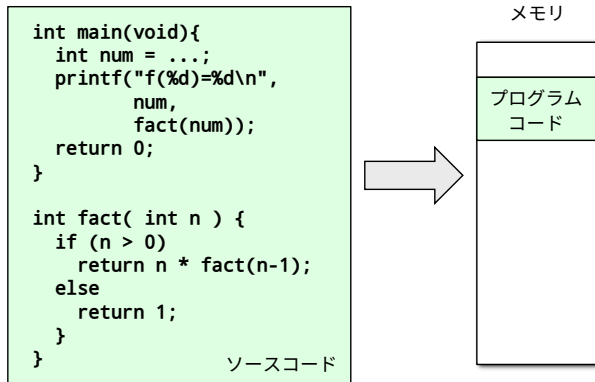 int main(void){
  int num = ...;
  printf("f(%d)=%d\n",
         num,
         fact(num));
  return 0;
}

int fact( int n ) {
  if (n > 0)
    return n * fact(n-1);
  else
    return 1;
  }
}
ソースコード
メモリ
プログラム
コード